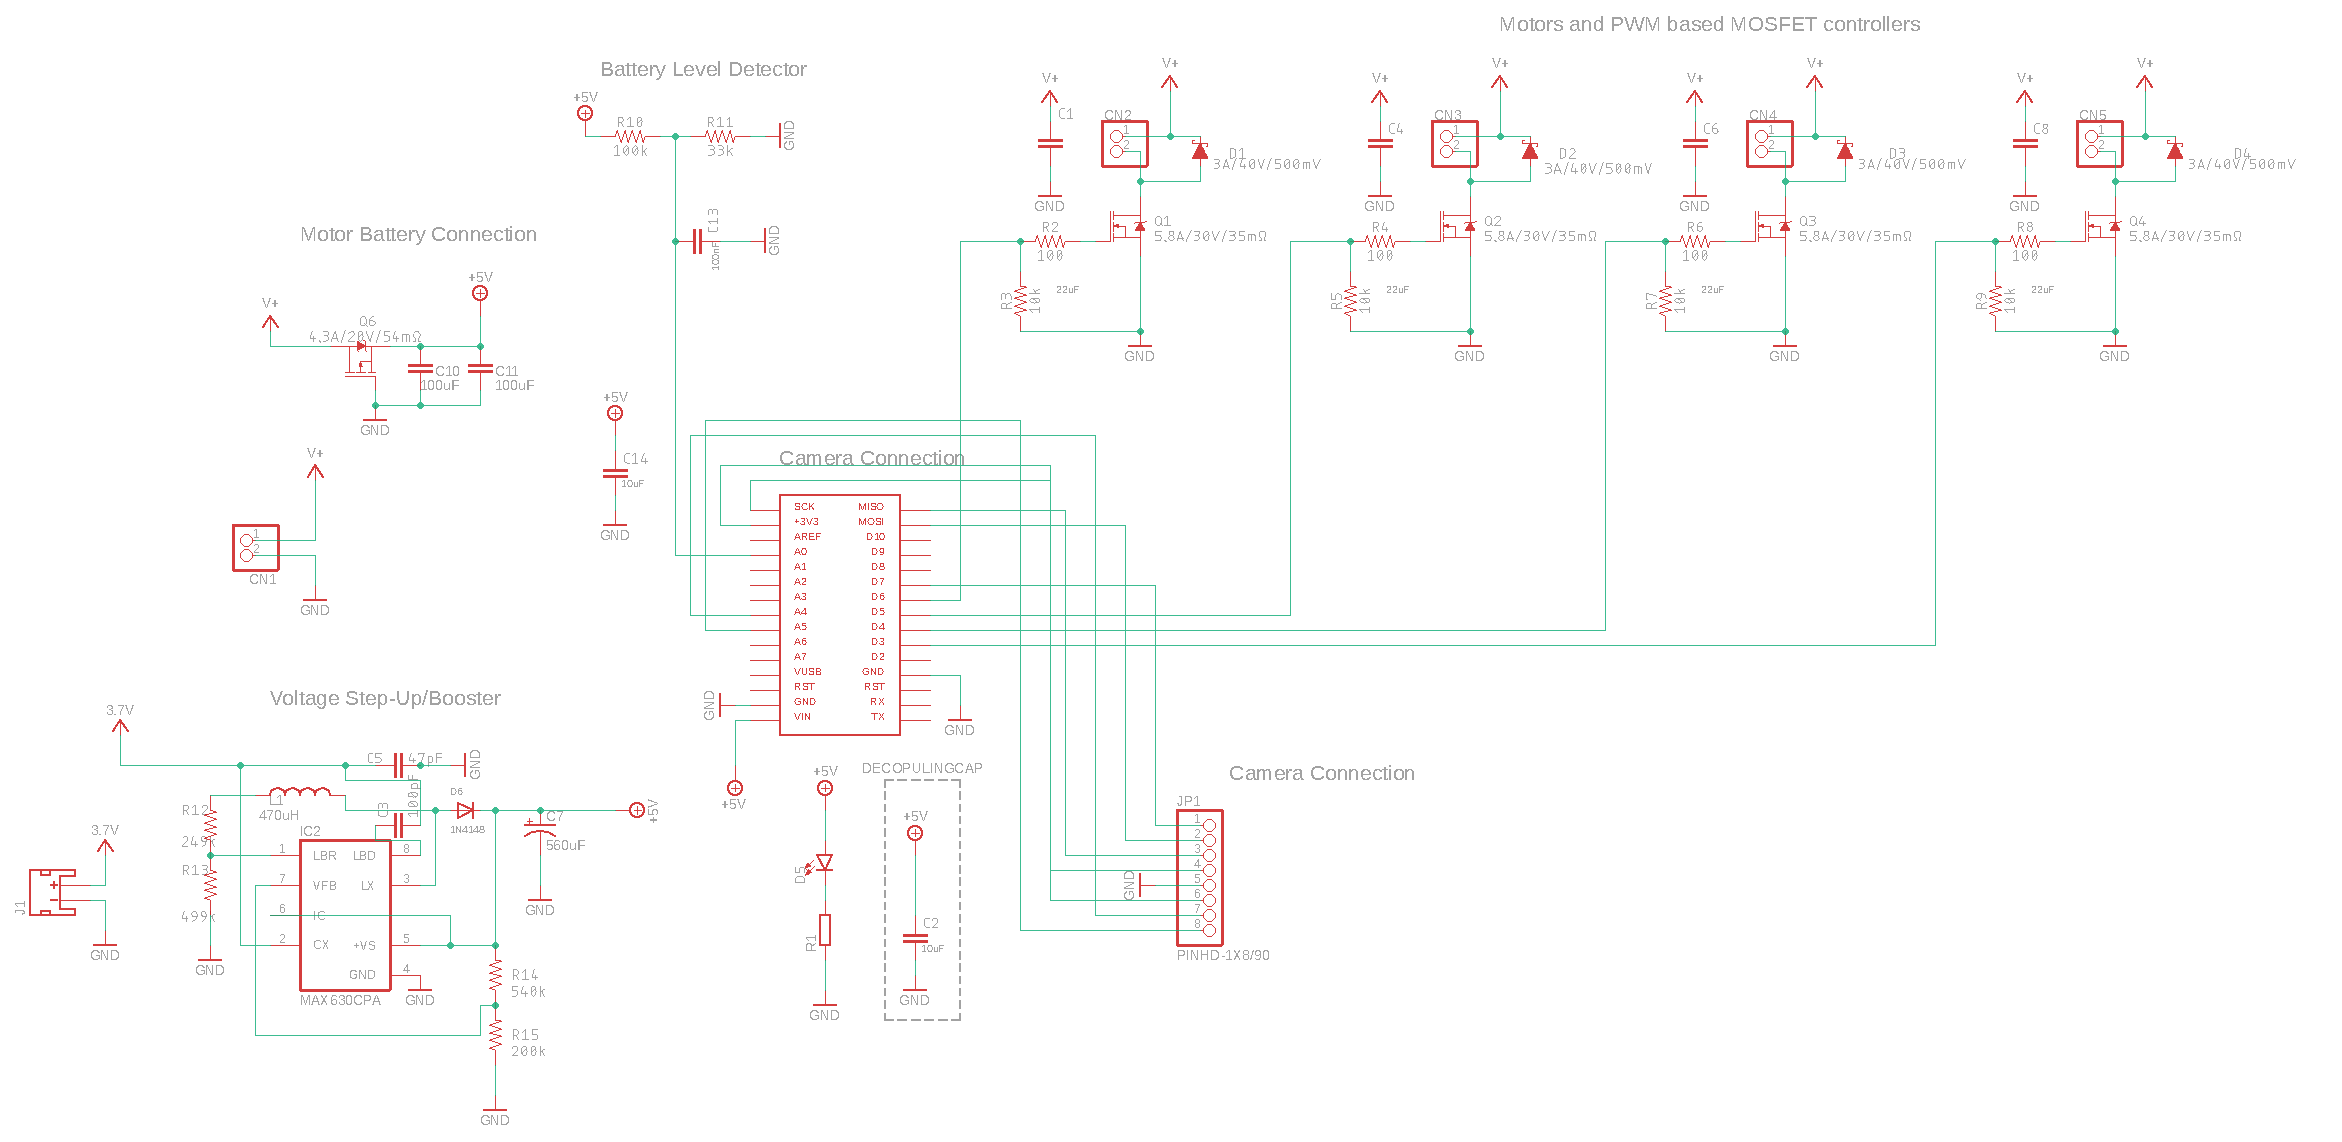 Motors and PWM based MOSFET controllers
Battery Level Detector
+5V
R10
100k
R11
33k
GND
C13
100nF
GND
V+
C1
GND
V+
CN2
1
2
D1
3A/40V/500mV
Q1
5.8A/30V/35mΩ
R2
100
R3
10k
22uF
GND
V+
C4
GND
V+
CN3
1
2
D2
3A/40V/500mV
Q2
5.8A/30V/35mΩ
R4
100
R5
10k
22uF
GND
V+
C6
GND
V+
CN4
1
2
D3
3A/40V/500mV
Q3
5.8A/30V/35mΩ
R6
100
R7
10k
22uF
GND
V+
C8
GND
V+
CN5
1
2
D4
3A/40V/500mV
Q4
5.8A/30V/35mΩ
R8
100
R9
10k
22uF
GND
Motor Battery Connection
V+
+5V
Q6
4.3A/20V/54mΩ
C10
100uF
C11
100uF
GND
V+
1
2
CN1
GND
+5V
C14
10uF
GND
Camera Connection
SCK
+3V3
AREF
A0
A1
A2
A3
A4
A5
A6
A7
VUSB
RST
GND
VIN
MISO
MOSI
D10
D9
D8
D7
D6
D5
D4
D3
D2
GND
RST
RX
TX
GND
+5V
GND
Voltage Step-Up/Booster
3.7V
C5
47pF
GND
L1
470uH
C3
100pF
R12
249k
R13
499k
GND
D6
1N4148
C7
560uF
+5V
GND
IC2
1
7
6
2
LBR
VFB
IC
CX
LBD
LX
+VS
GND
8
3
5
4
MAX630CPA
GND
R14
540k
R15
200k
GND
3.7V
J1
+
-
GND
+5V
D5
R1
GND
DECOPULINGCAP
+5V
C2
10uF
GND
Camera Connection
JP1
1
2
3
4
5
6
7
8
GND
PINHD-1X8/90